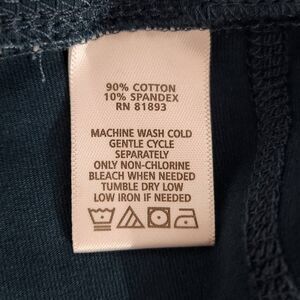 90% COTTON
10% SPANDEX
RN 81893
MACHINE WASH COLD
GENTLE CYCLE
SEPARATELY
ONLY NON-CHLORINE
BLEACH WHEN NEEDED
TUMBLE DRY LOW
LOW IRON IF NEEDED